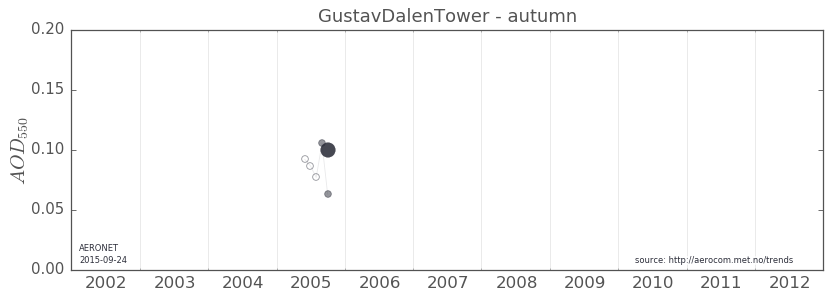 GustavDalenTower - autumn
0.20
0.15
0.10
0.05
0.00
AOD550
AERONET
2015-09-24
source: http://aerocom.met.no/trends
2002 2003 2004 2005 2006 2007 2008 2009 2010 2011 2012